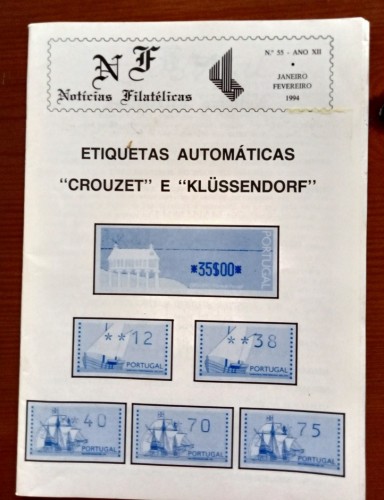 N F
Notícias Filatélicas
N.º 55 - ANO XII
JANEIRO
FEVEREIRO
1994
ETIQUETAS AUTOMÁTICAS
"CROUZET" E "KLÜSSENDORF"
*35$00*
PORTUGAL
**12
PORTUGAL
**38
PORTUGAL
*40
PORTUGAL
70
PORTUGAL
75
PORTUGAL